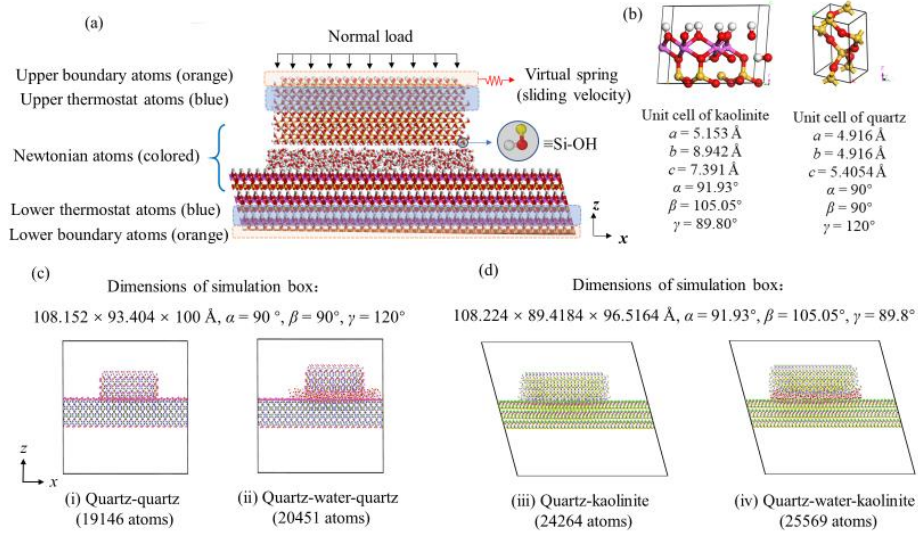 (a)
Normal load
Upper boundary atoms (orange)
Upper thermostat atoms (blue)
Virtual spring
(sliding velocity)
≡Si-OH
Newtonian atoms (colored)
Lower thermostat atoms (blue)
Lower boundary atoms (orange)
z
x
(b)
Unit cell of kaolinite
a = 5.153 Å
b = 8.942 Å
c = 7.391 Å
α = 91.93°
β = 105.05°
γ = 89.80°
Unit cell of quartz
a = 4.916 Å
b = 4.916 Å
c = 5.4054 Å
α = 90°
β = 90°
γ = 120°
(c)
Dimensions of simulation box:
108.152 × 93.404 × 100 Å, α = 90 °, β = 90°, γ = 120°
z
x
(i) Quartz-quartz
(19146 atoms)
(ii) Quartz-water-quartz
(20451 atoms)
(d)
Dimensions of simulation box:
108.224 × 89.4184 × 96.5164 Å, α = 91.93°, β = 105.05°, γ = 89.8°
(iii) Quartz-kaolinite
(24264 atoms)
(iv) Quartz-water-kaolinite
(25569 atoms)